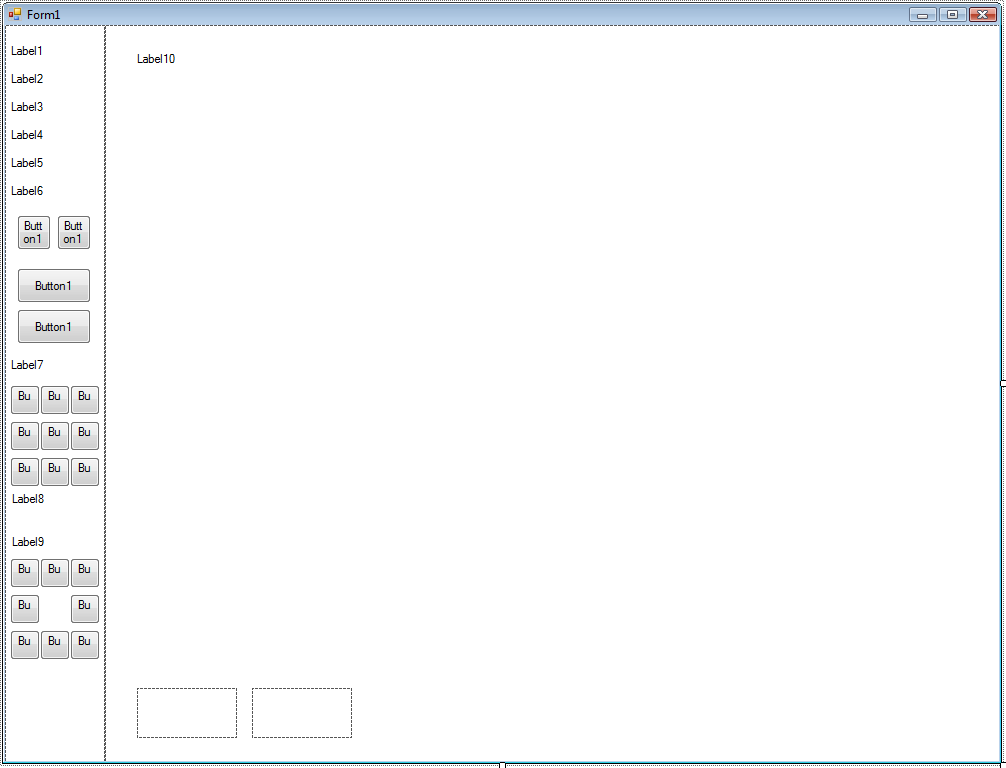 Form1
Label1
Label10
Label2
Label3
Label4
Label5
Label6
Butt
on1
Butt
on1
Button1
Button1
Label7
Bu Bu Bu
Bu Bu Bu
Bu Bu Bu
Label8
Label9
Bu Bu Bu
Bu Bu
Bu Bu Bu